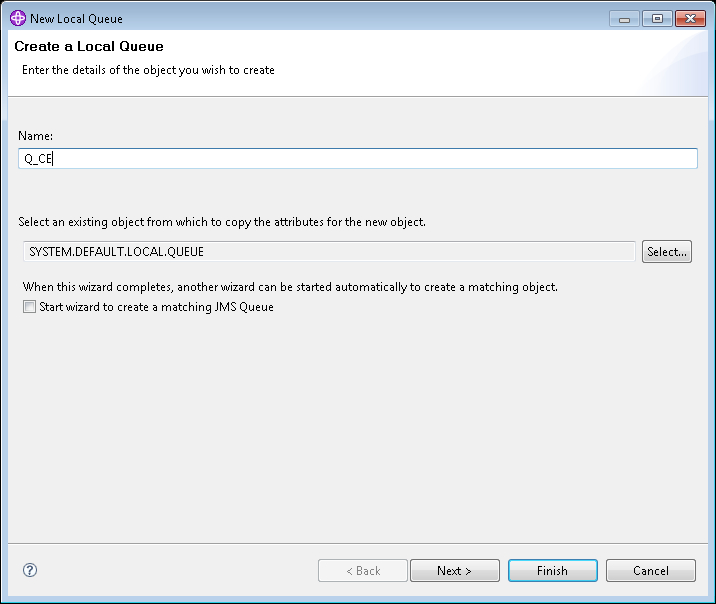 New Local Queue
Create a Local Queue
Enter the details of the object you wish to create
Name:
Q_CE
Select an existing object from which to copy the attributes for the new object.
SYSTEM.DEFAULT.LOCAL.QUEUE
Select...
When this wizard completes, another wizard can be started automatically to create a matching object.
Start wizard to create a matching JMS Queue
?
< Back
Next >
Finish
Cancel